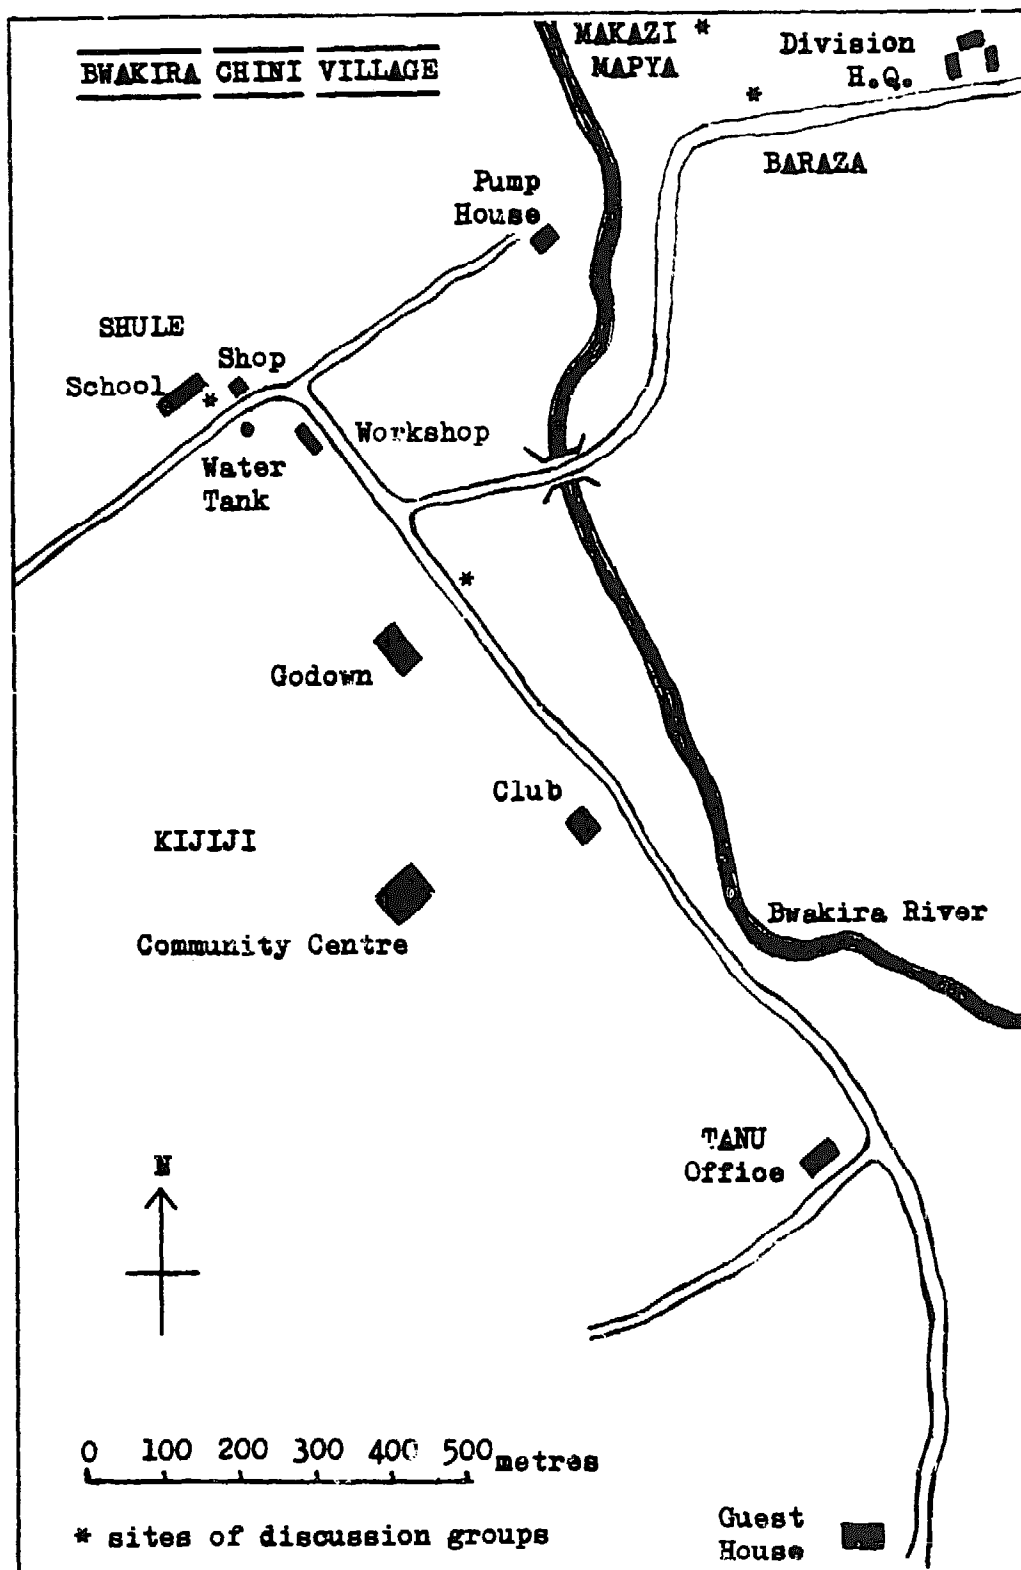 BWAKIRA CHINI VILLAGE
MAKAZI *
MAPYA
*
Division
H.Q.
BARAZA
Pump
House
SHULE
Shop
School
*
Workshop
Water
Tank
*
Godown
Club
KIJIJI
Community Centre
Bwakira River
TANU
Office
N
0 100 200 300 400 500 metres
* sites of discussion groups
Guest
House